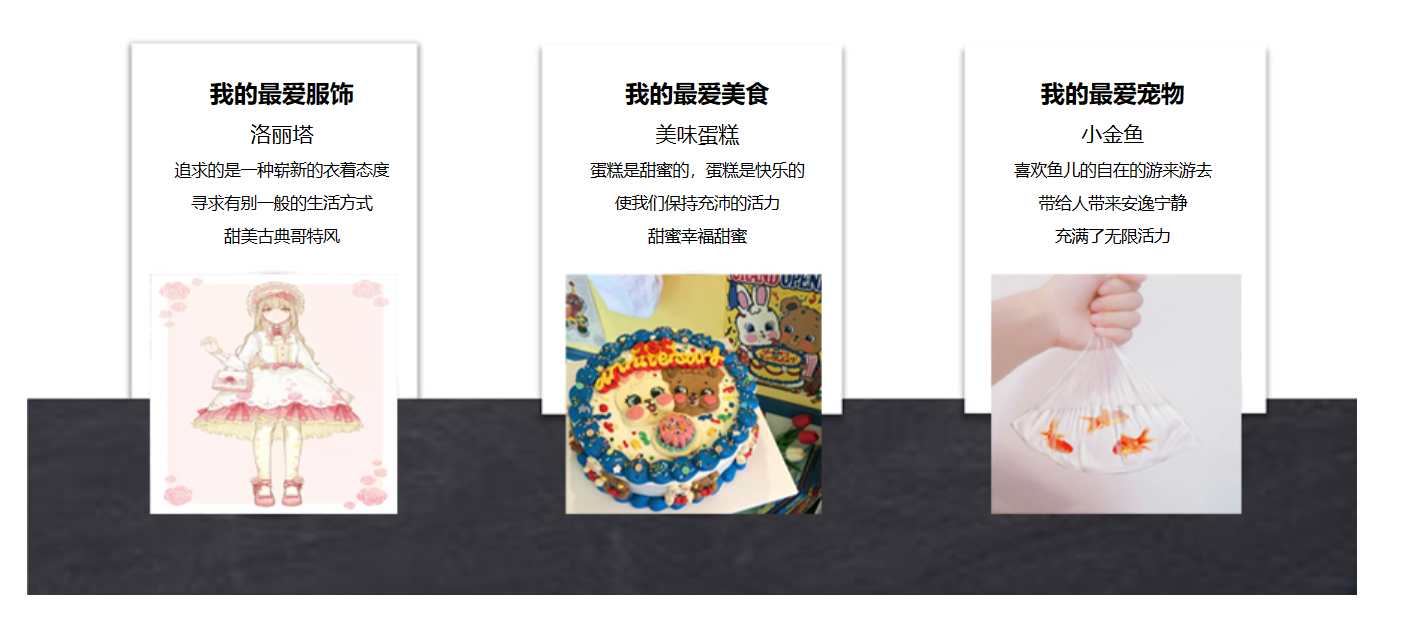 我的最爱服饰
洛丽塔
追求的是一种崭新的衣着态度
寻求有别一般的生活方式
甜美古典哥特风
我的最爱美食
美味蛋糕
蛋糕是甜蜜的，蛋糕是快乐的
使我们保持充沛的活力
甜蜜幸福甜蜜
GRAND OPEN
我的最爱宠物
小金鱼
喜欢鱼儿的自在的游来游去
带给人带来安逸宁静
充满了无限活力